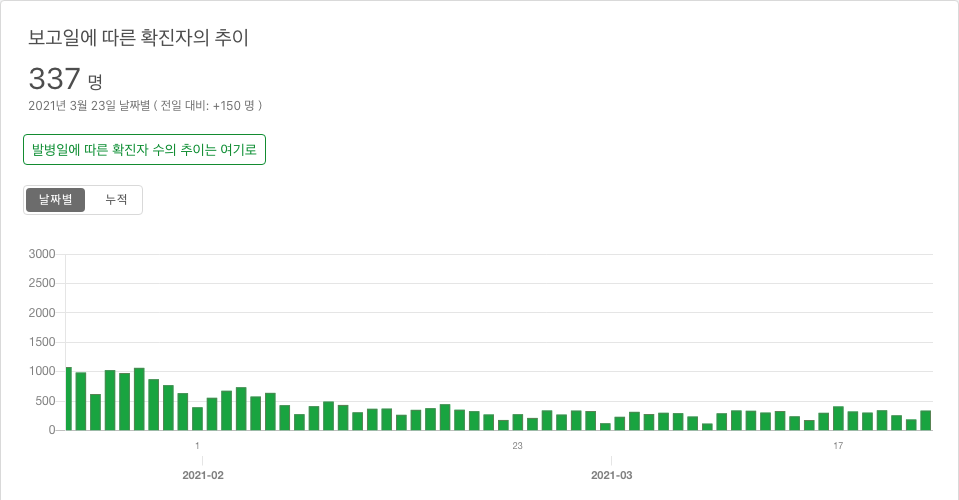 보고일에 따른 확진자의 추이
337 명
2021년 3월 23일 날짜별 ( 전일 대비: +150 명 )
발병일에 따른 확진자 수의 추이는 여기로
날짜별 누적
3000
2500
2000
1500
1000
500
0
1 23 17
2021-02 2021-03